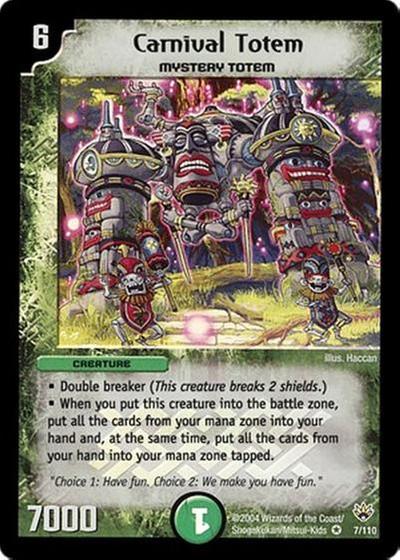 6
Carnival Totem
MYSTERY TOTEM
illus. Haccan
CREATURE
▪ Double breaker (This creature breaks 2 shields.)
▪ When you put this creature into the battle zone,
put all the cards from your mana zone into your
hand and, at the same time, put all the cards from
your hand into your mana zone tapped.
"Choice 1: Have fun. Choice 2: We make you have fun."
7000
1
©2004 Wizards of the Coast/
Shogakukan/Mitsui-Kids
7/110